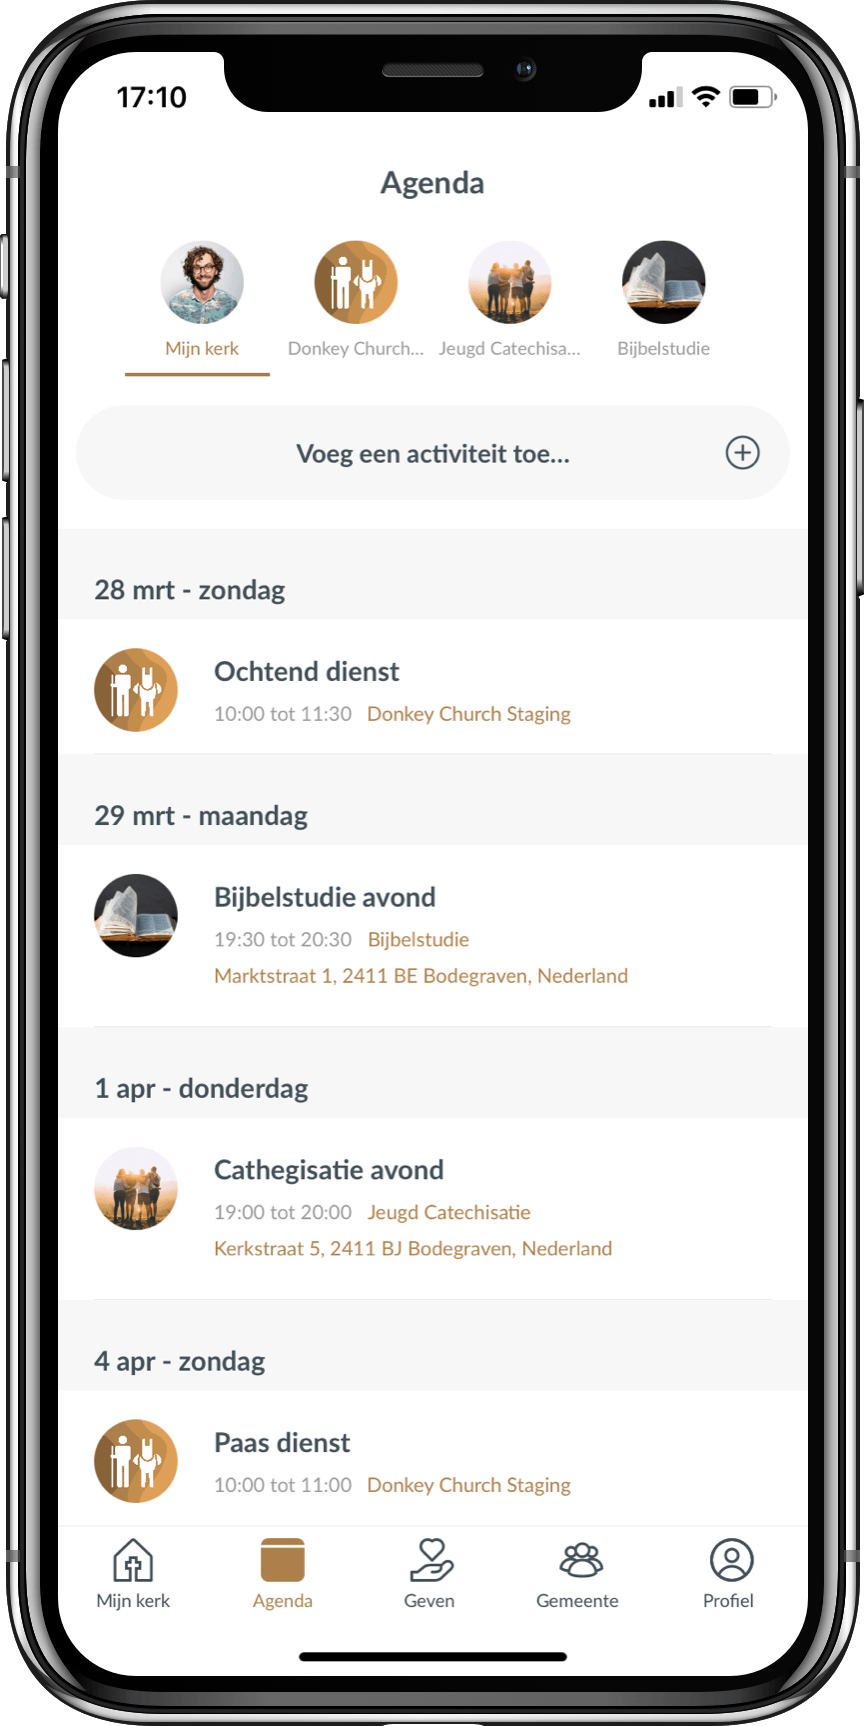 17:10
Agenda
Mijn kerk
Donkey Church...
Jeugd Catechisa...
Bijbelstudie
Voeg een activiteit toe...
28 mrt - zondag
Ochtend dienst
10:00 tot 11:30 Donkey Church Staging
29 mrt - maandag
Bijbelstudie avond
19:30 tot 20:30 Bijbelstudie
Marktstraat 1, 2411 BE Bodegraven, Nederland
1 apr - donderdag
Cathegisatie avond
19:00 tot 20:00 Jeugd Catechisatie
Kerkstraat 5, 2411 BJ Bodegraven, Nederland
4 apr - zondag
Paas dienst
10:00 tot 11:00 Donkey Church Staging
Mijn kerk
Agenda
Geven
Gemeente
Profiel